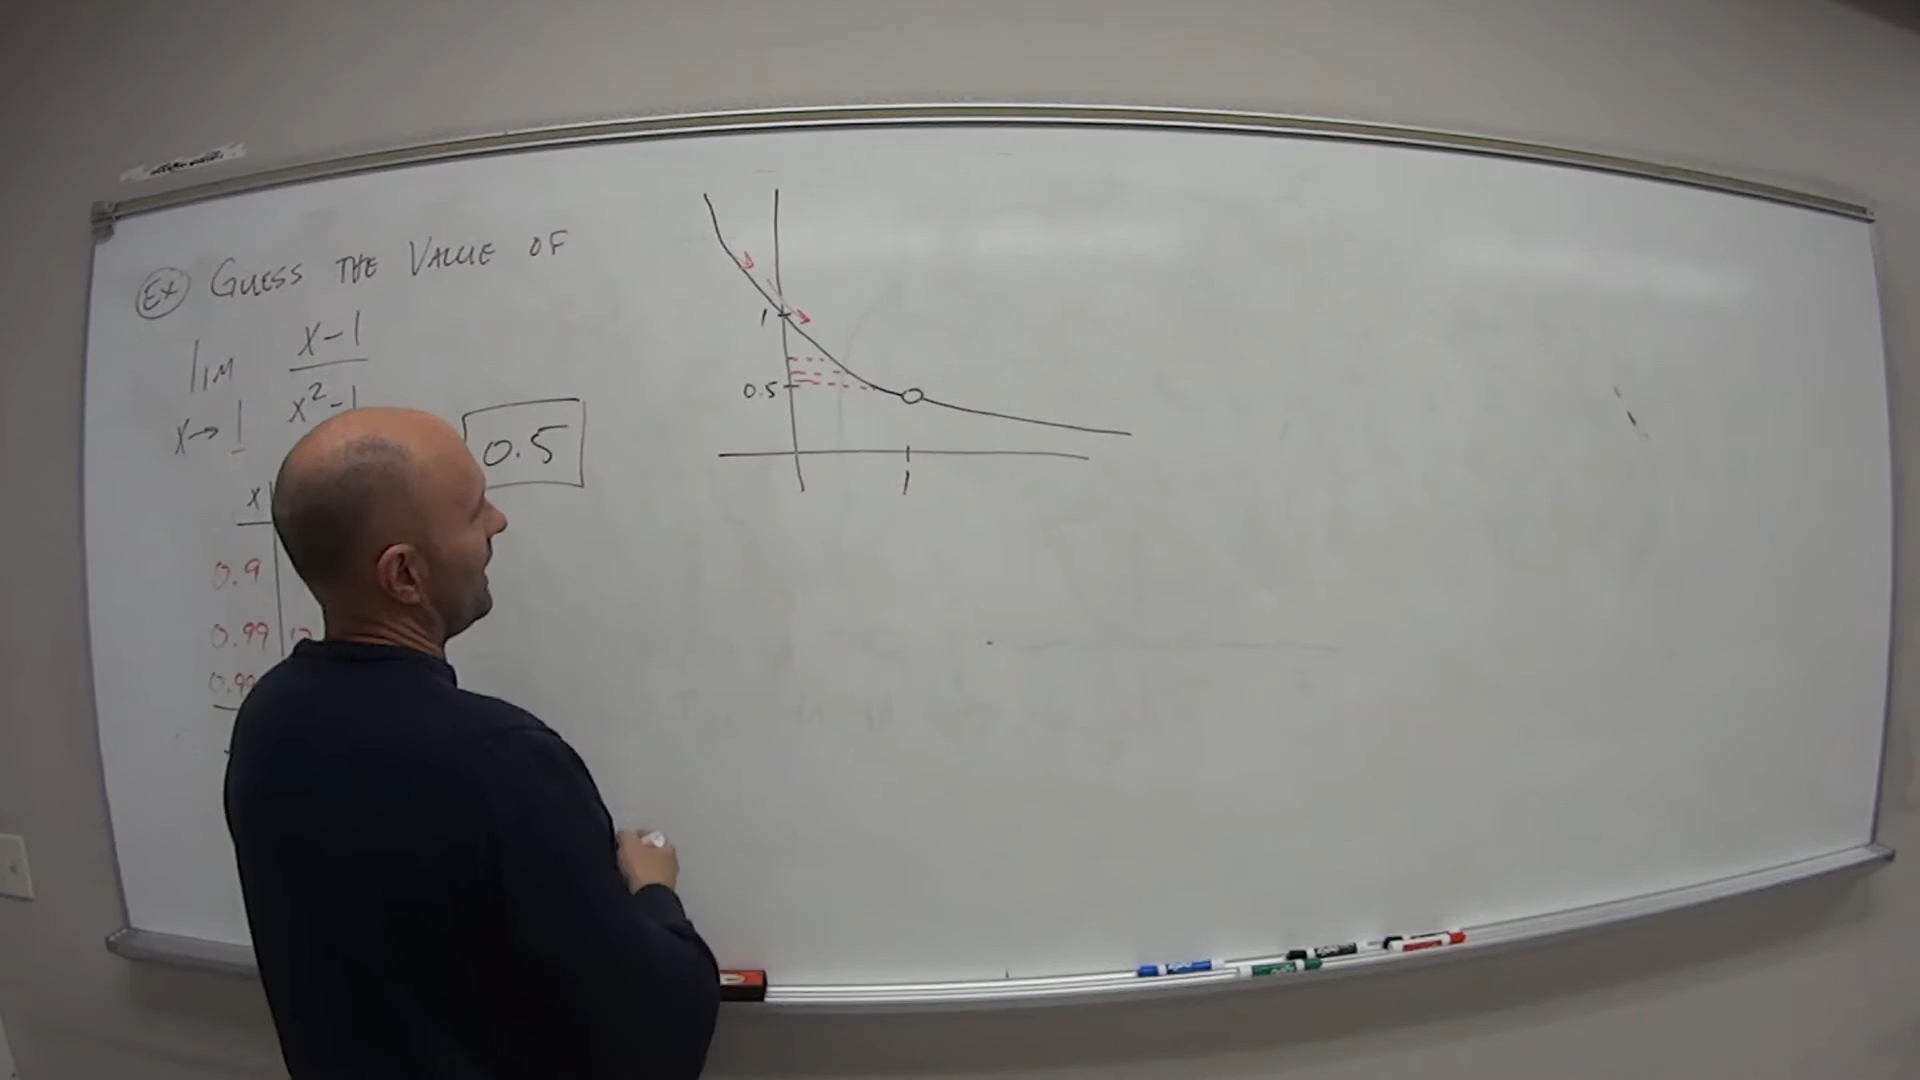 Ex GUESS THE VALUE OF
lim x-1
x→1 x²-1
0.5
x
0.9
0.99
0.99
1
0.5
1